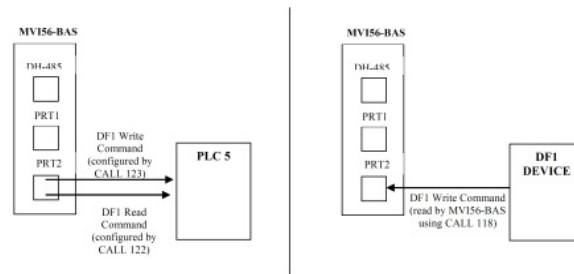 MVI56-BAS
DH-485
PRT1
DF1 Write
Command
(configured by
CALL 123)
PRT2
DF1 Read
Command
(configured by
CALL 122)
PLC 5
MVI56-BAS
DH-485
PRT1
PRT2
DF1 Write Command
(read by MVI56-BAS
using CALL 118)
DF1
DEVICE